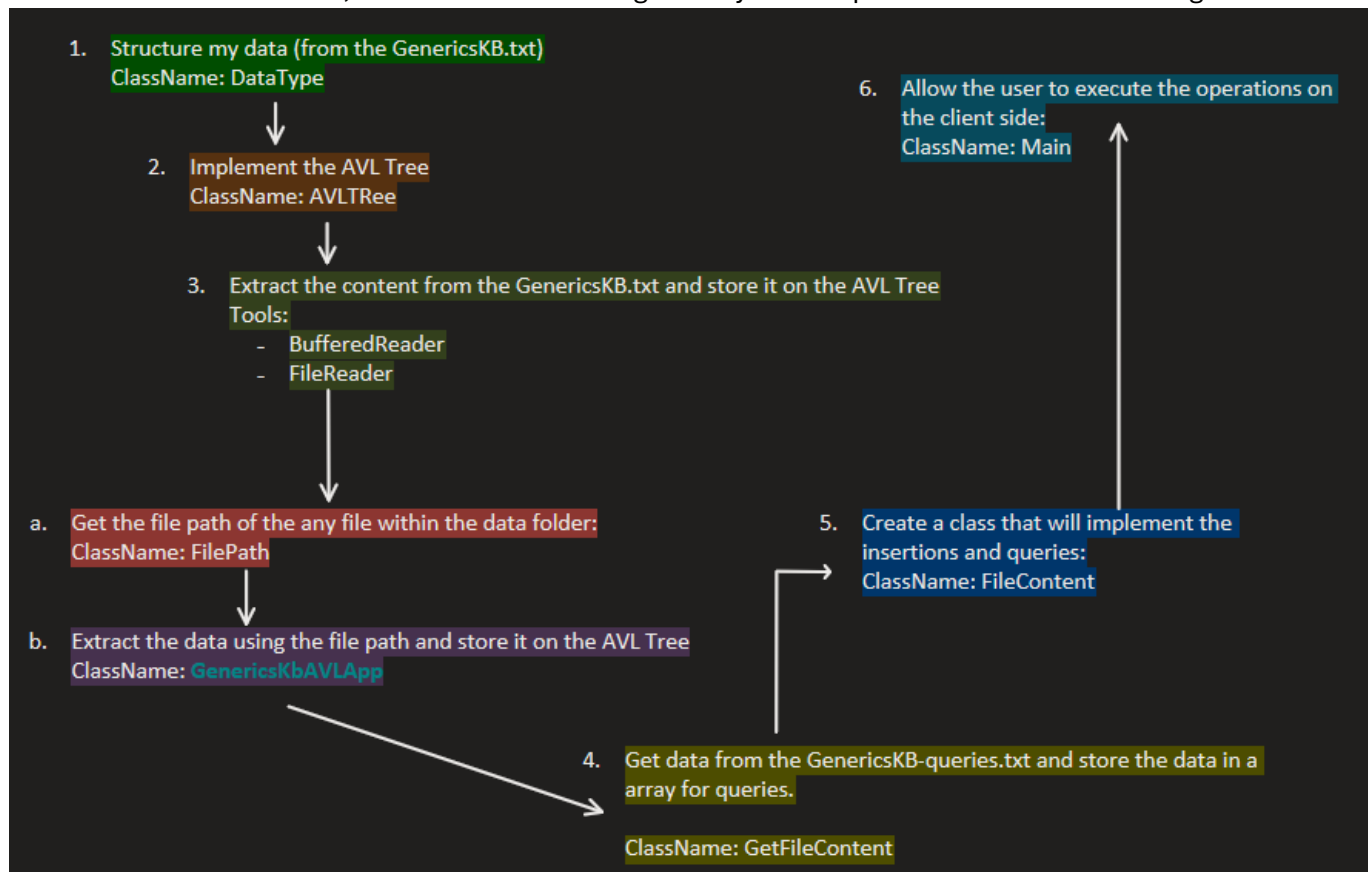 1. Structure my data (from the GenericsKB.txt)
ClassName: DataType
2. Implement the AVL Tree
ClassName: AVLTRee
3. Extract the content from the GenericsKB.txt and store it on the AVL Tree
Tools:
- BufferedReader
- FileReader
a. Get the file path of the any file within the data folder:
ClassName: FilePath
b. Extract the data using the file path and store it on the AVL Tree
ClassName: GenericsKbAVLApp
4. Get data from the GenericsKB-queries.txt and store the data in a
array for queries.
ClassName: GetFileContent
5. Create a class that will implement the
insertions and queries:
ClassName: FileContent
6. Allow the user to execute the operations on
the client side:
ClassName: Main